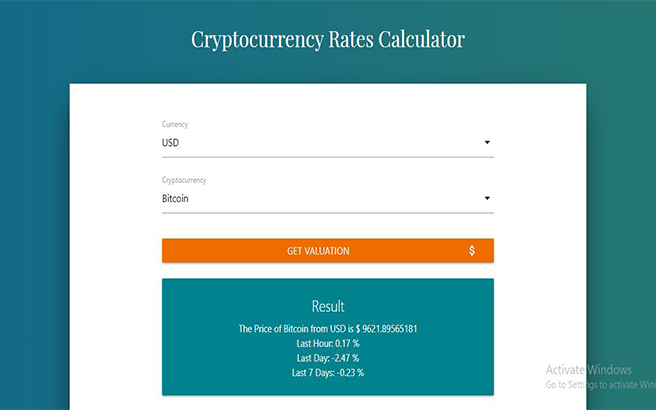 Cryptocurrency Rates Calculator
Currency
USD
Cryptocurrency
Bitcoin
GET VALUATION $
Result
The Price of Bitcoin from USD is $ 9621.89565181
Last Hour: 0.17 %
Last Day: -2.47 %
Last 7 Days: -0.23 %
Activate Windows
Go to Settings to activate